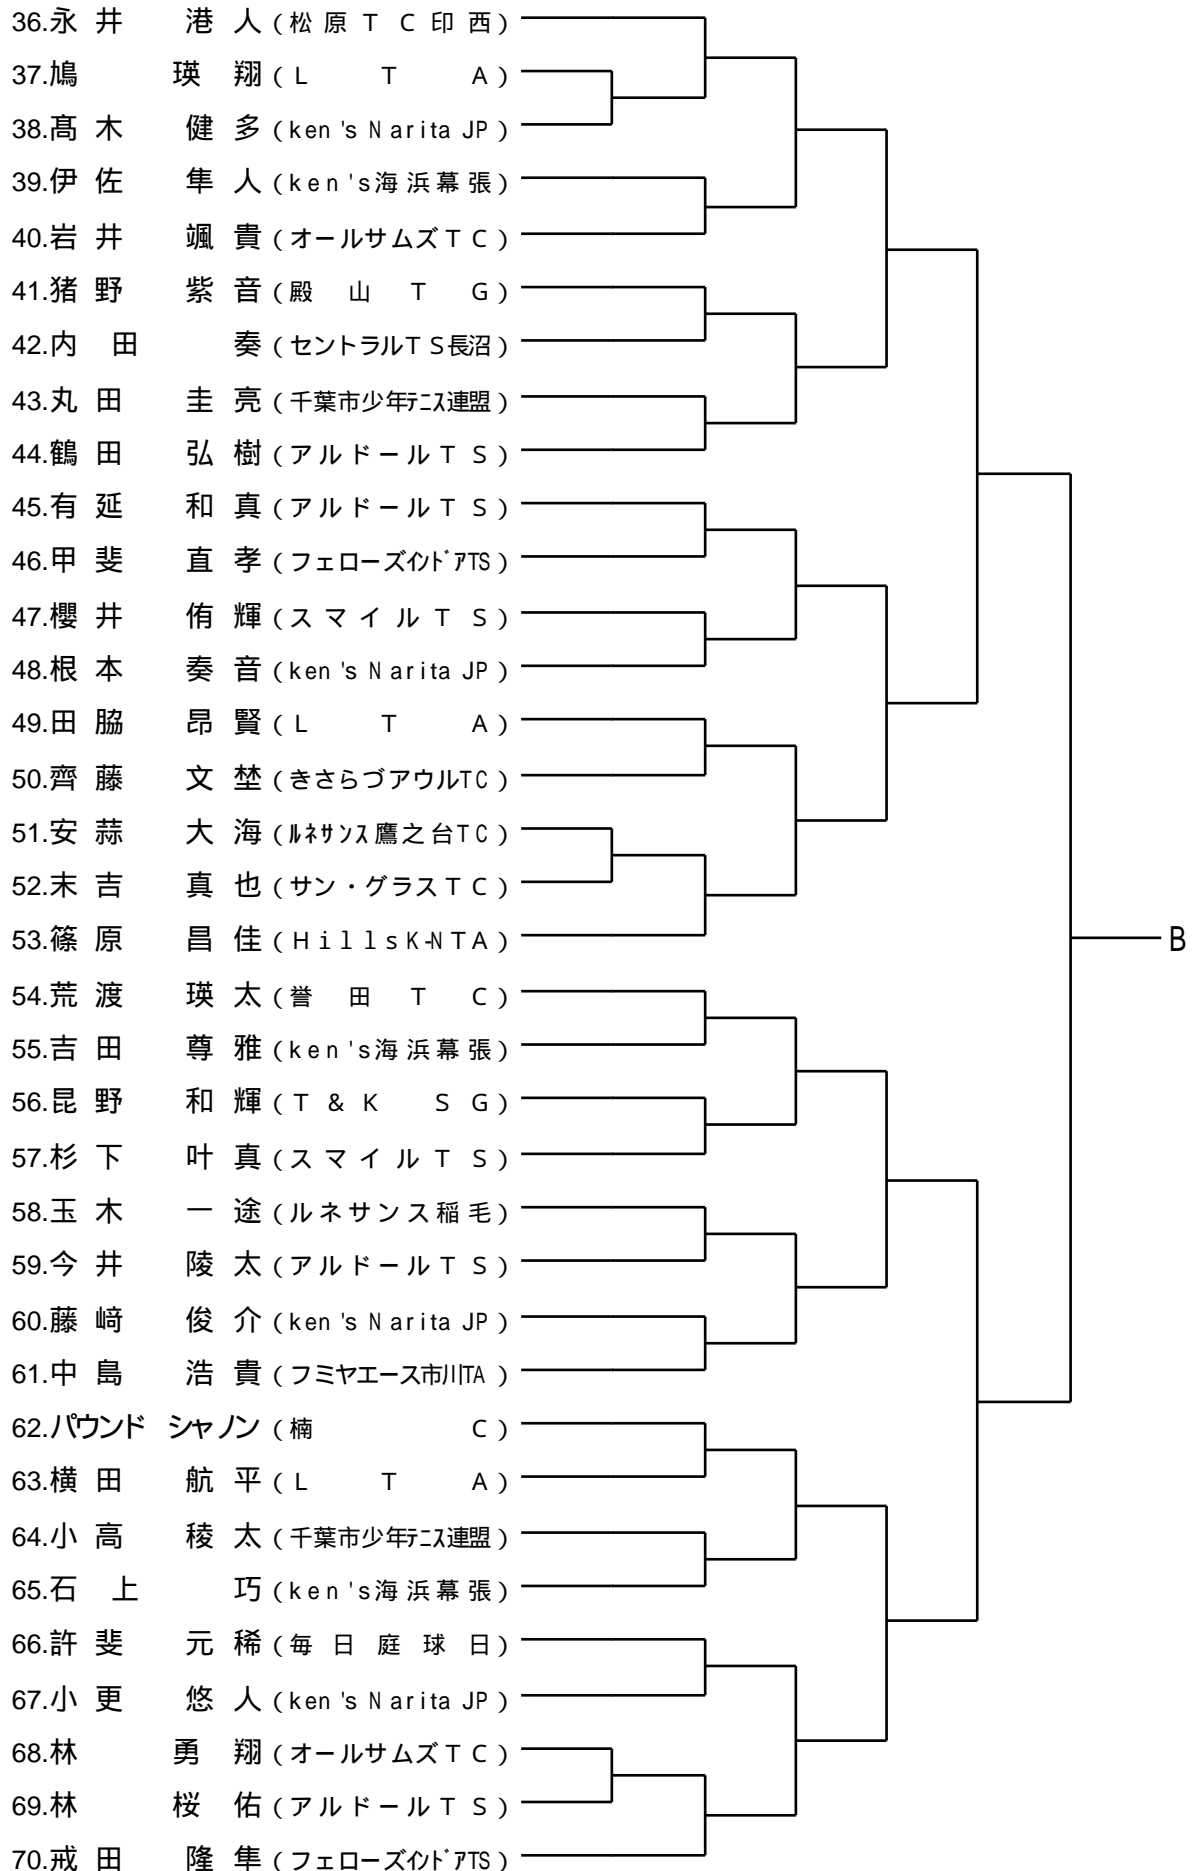 36.永井 港人(松原TC印西)
37.鳩 瑛翔(LTA)
38.髙木 健多(ken's Narita JP)
39.伊佐 隼人(ken's海浜幕張)
40.岩井 颯貴(オールサムズTC)
41.猪野 紫音(殿山TG)
42.内田 奏(セントラルTS長沼)
43.丸田 圭亮(千葉市少年テニス連盟)
44.鶴田 弘樹(アルドールTS)
45.有延 和真(アルドールTS)
46.甲斐 直孝(フェローズインドアTS)
47.櫻井 侑輝(スマイルTS)
48.根本 奏音(ken's Narita JP)
49.田脇 昂賢(LTA)
50.齊藤 文埜(きさらづアウルTC)
51.安蒜 大海(ルネサンス鷹之台TC)
52.末吉 真也(サン・グラスTC)
53.篠原 昌佳(HillsK-NTA)
B
54.荒渡 瑛太(誉田TC)
55.吉田 尊雅(ken's海浜幕張)
56.昆野 和輝(T&K SG)
57.杉下 叶真(スマイルTS)
58.玉木 一途(ルネサンス稲毛)
59.今井 陵太(アルドールTS)
60.藤﨑 俊介(ken's Narita JP)
61.中島 浩貴(フミヤエース市川TA)
62.パウンド シャノン(楠C)
63.横田 航平(LTA)
64.小高 稜太(千葉市少年テニス連盟)
65.石上 巧(ken's海浜幕張)
66.許斐 元稀(毎日庭球日)
67.小更 悠人(ken's Narita JP)
68.林 勇翔(オールサムズTC)
69.林 桜佑(アルドールTS)
70.戒田 隆隼(フェローズインドアTS)